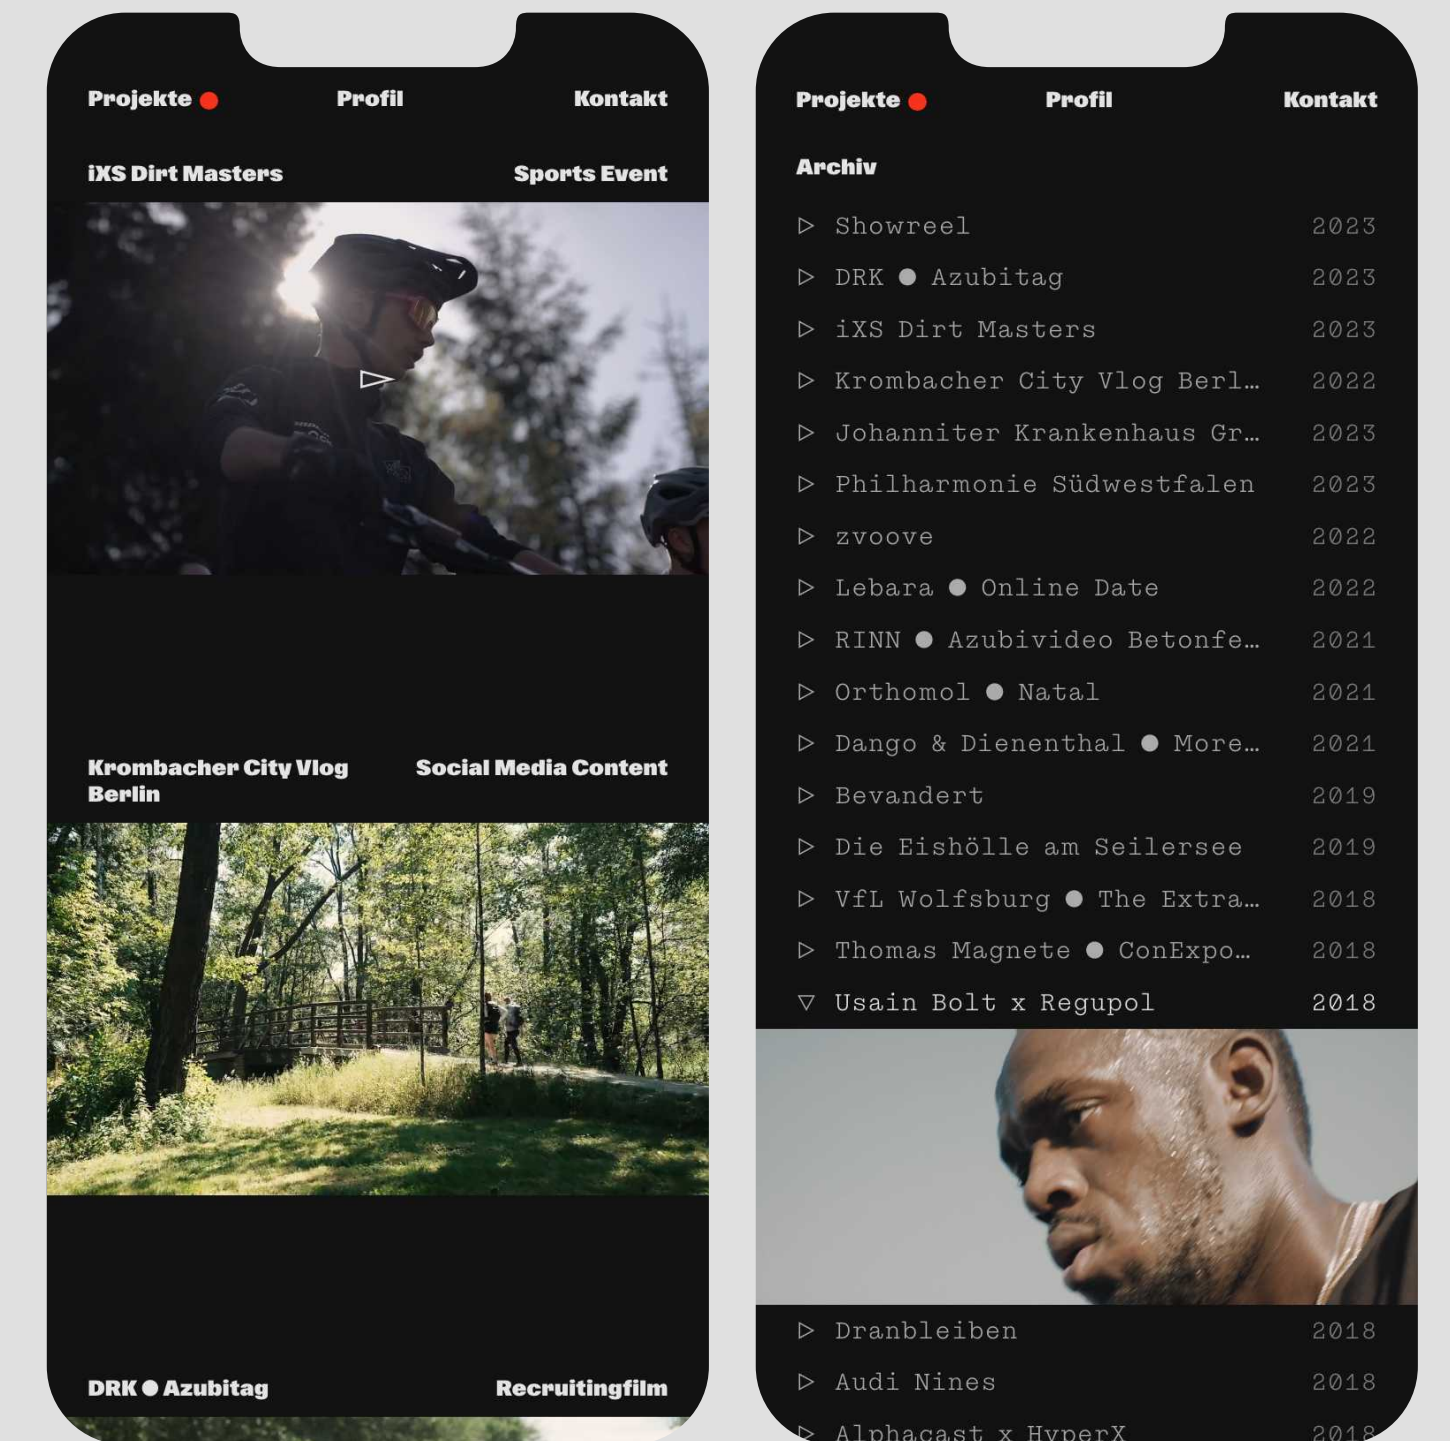 Projekte Profil Kontakt
iXS Dirt Masters Sports Event
Krombacher City Vlog Social Media Content
Berlin
DRK ● Azubitag Recruitingfilm
Projekte Profil Kontakt
Archiv
Showreel 2023
DRK ● Azubitag 2023
iXS Dirt Masters 2023
Krombacher City Vlog Berl… 2022
Johanniter Krankenhaus Gr… 2023
Philharmonie Südwestfalen 2023
zvoove 2022
Lebara ● Online Date 2022
RINN ● Azubivideo Betonfe… 2021
Orthomol ● Natal 2021
Dango & Dienenthal ● More… 2021
Bevandert 2019
Die Eishölle am Seilersee 2019
VfL Wolfsburg ● The Extra… 2018
Thomas Magnete ● ConExpo… 2018
Usain Bolt x Regupol 2018
Dranbleiben 2018
Audi Nines 2018
Alphacast x HyperX 2018